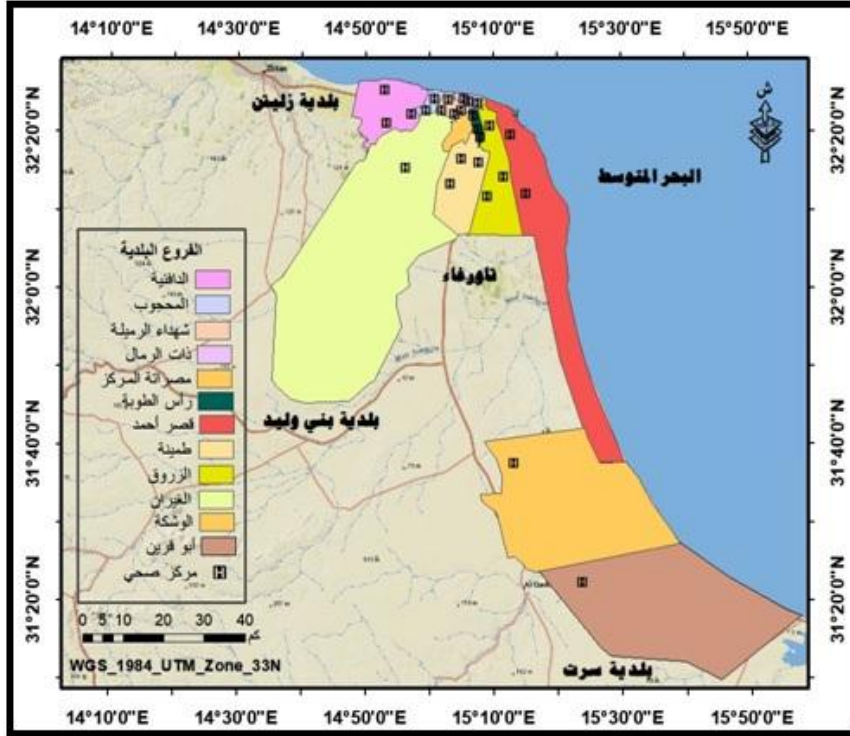 14°10'0"E 14°30'0"E 14°50'0"E 15°10'0"E 15°30'0"E 15°50'0"E
ش
بلدية زليتن
32°20'0"N 32°20'0"N
البحر المتوسط
الفروع البلدية
الدافنية
المحجوب
شهداء الرميلة
ذات الرمال
مصراتة المركز
رأس الطوبة
قصر أحمد
طمينة
الزروق
الغيران
الوشكة
أبو قرين
مركز صحي
H
تاورغاء
32°0'0"N 32°0'0"N
بلدية بني وليد
31°40'0"N 31°40'0"N
31°20'0"N 31°20'0"N
0 5 10 20 30 40
كم
WGS_1984_UTM_Zone_33N
بلدية سرت
14°10'0"E 14°30'0"E 14°50'0"E 15°10'0"E 15°30'0"E 15°50'0"E